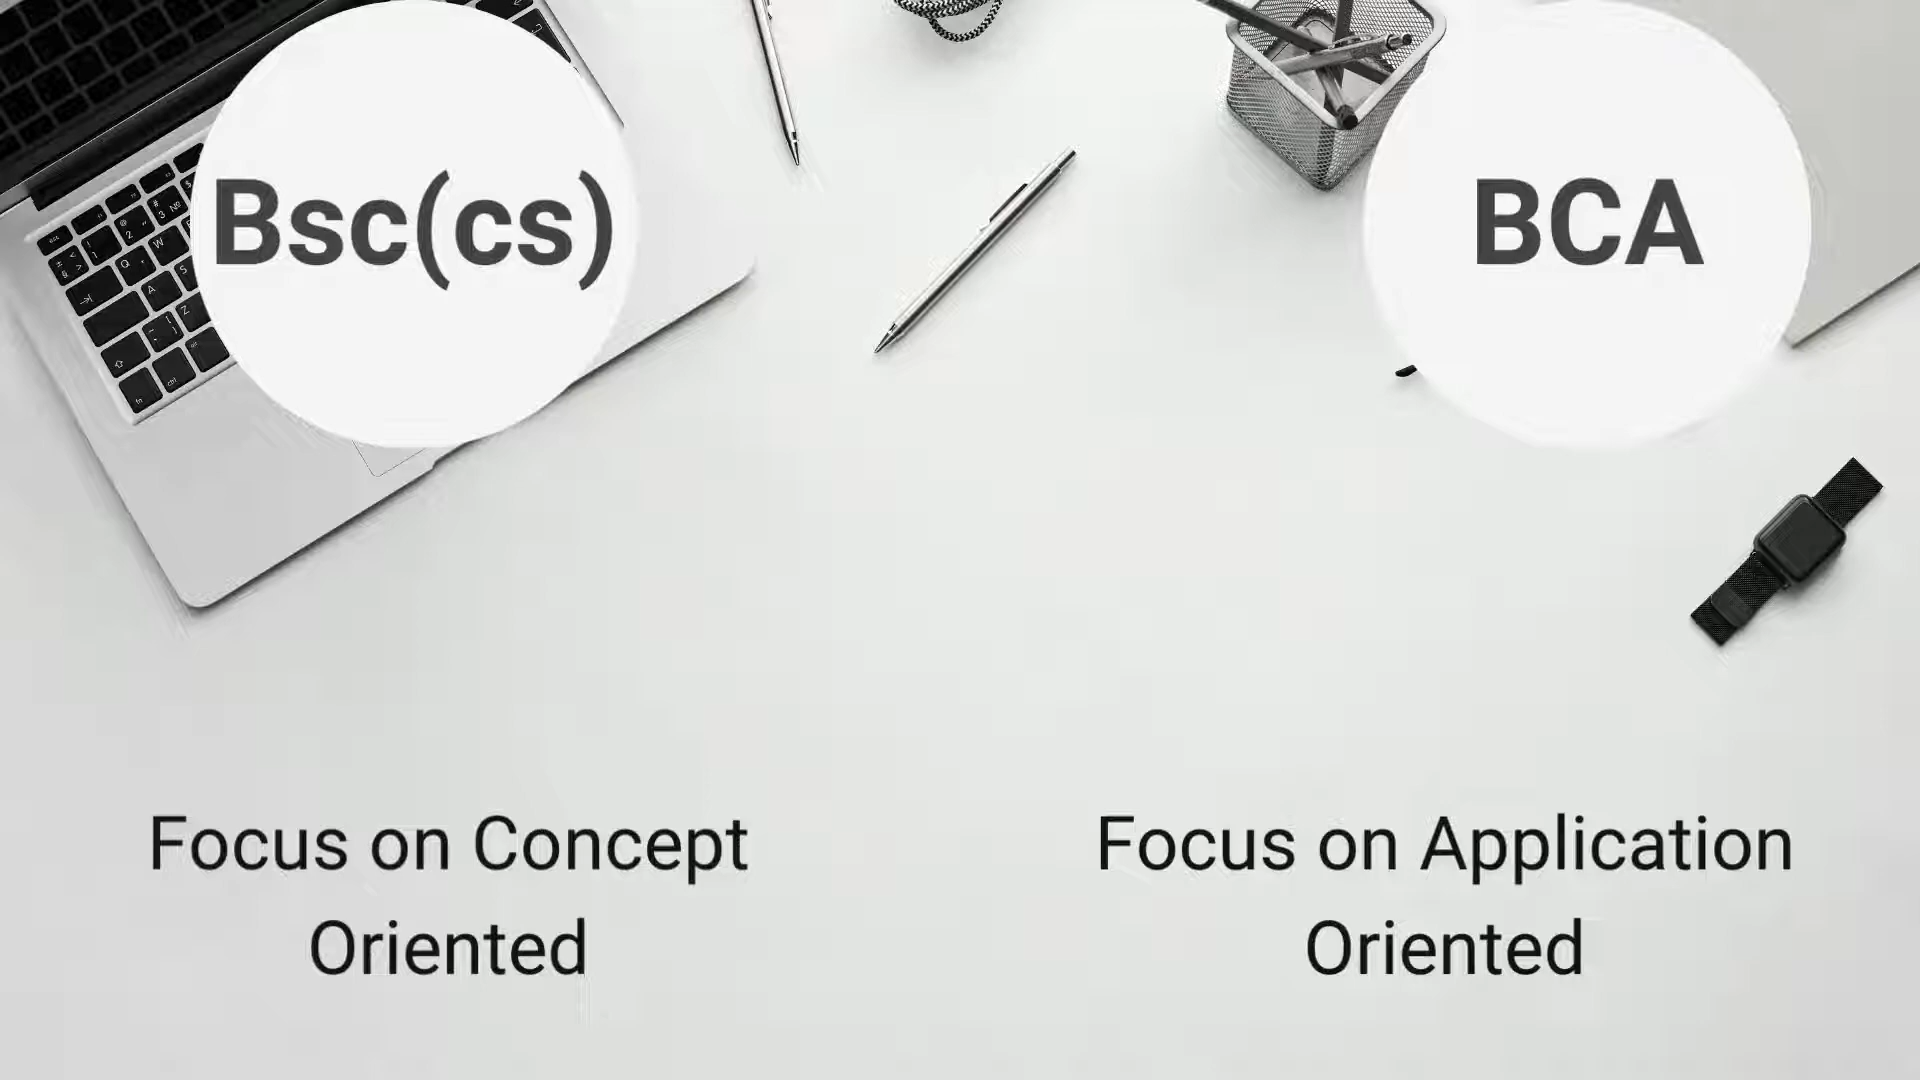 Bsc(cs)
BCA
Focus on Concept
Oriented
Focus on Application
Oriented